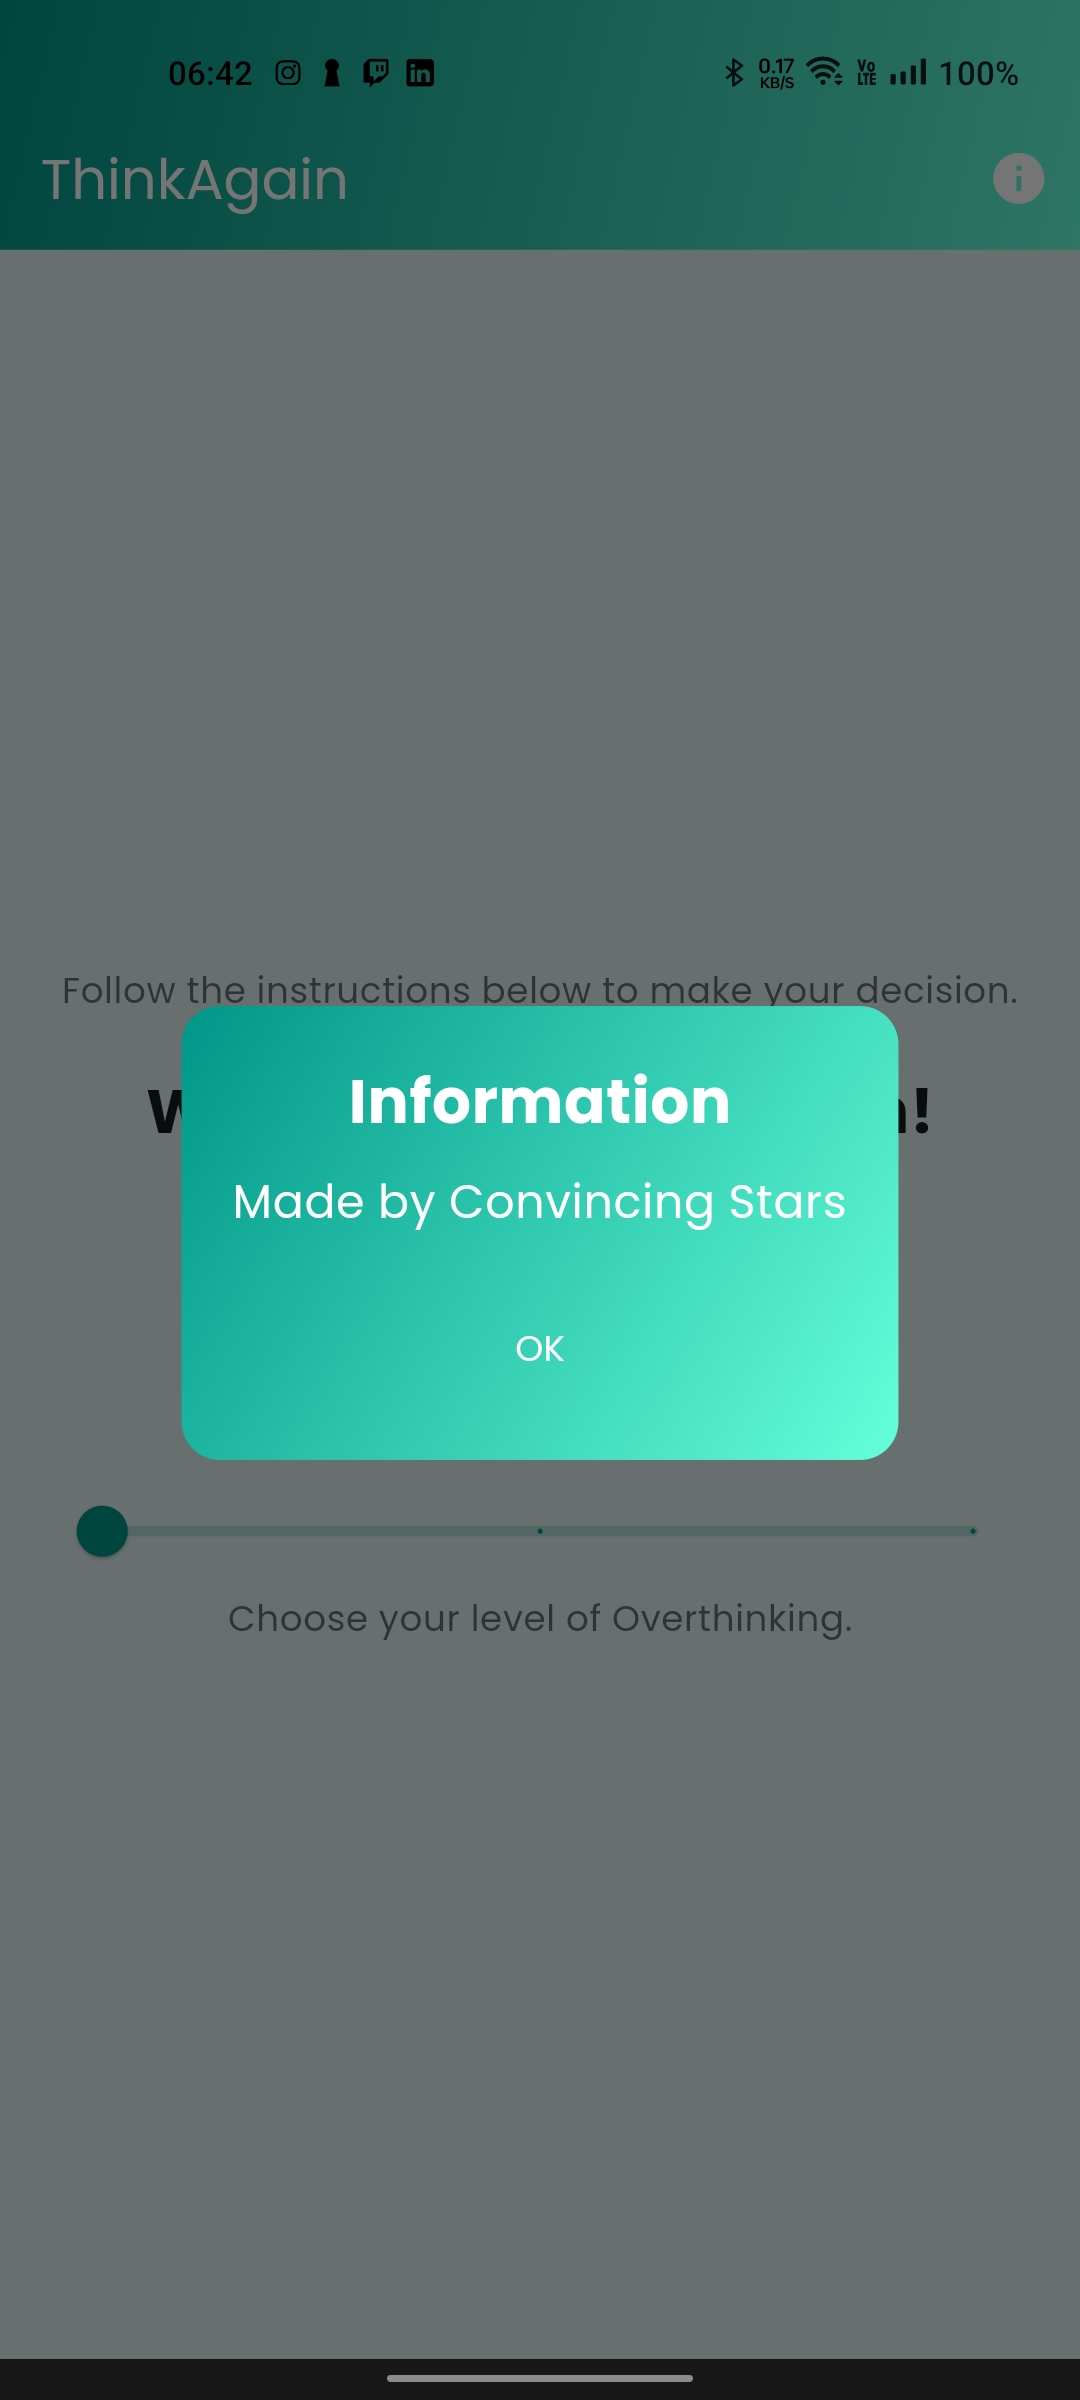 06:42 0.17 KB/S Vo LTE 100%
ThinkAgain
Follow the instructions below to make your decision.
Information
Made by Convincing Stars
OK
Choose your level of Overthinking.